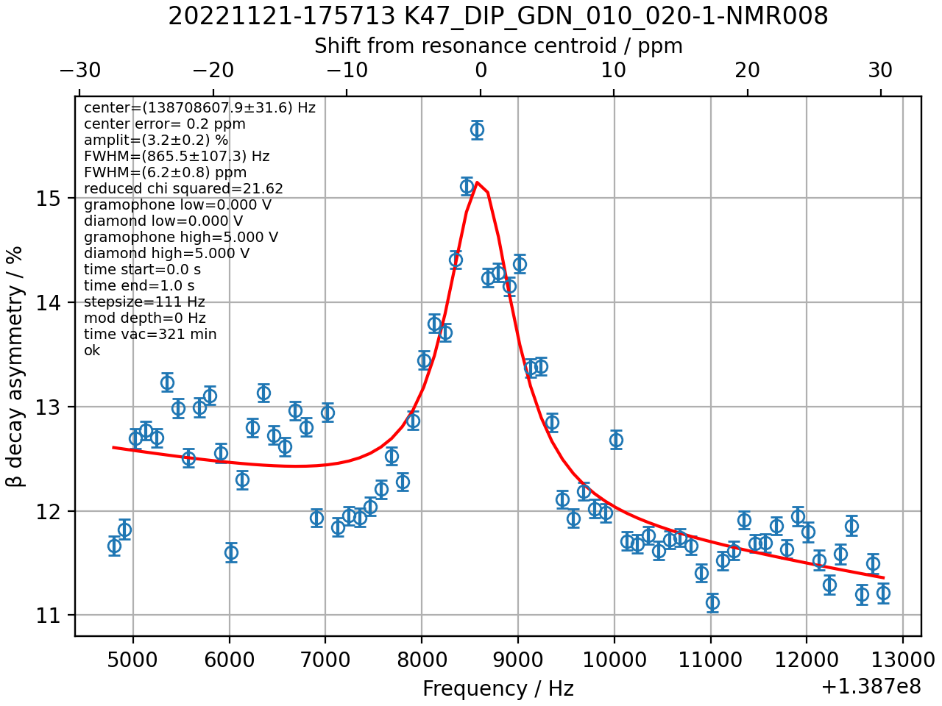 20221121-175713 K47_DIP_GDN_010_020-1-NMR008
Shift from resonance centroid / ppm
−30 −20 −10 0 10 20 30
center=(138708607.9±31.6) Hz
center error= 0.2 ppm
amplit=(3.2±0.2) %
FWHM=(865.5±107.3) Hz
FWHM=(6.2±0.8) ppm
reduced chi squared=21.62
gramophone low=0.000 V
diamond low=0.000 V
gramophone high=5.000 V
diamond high=5.000 V
time start=0.0 s
time end=1.0 s
stepsize=111 Hz
mod depth=0 Hz
time vac=321 min
ok
β decay asymmetry / %
15
14
13
12
11
5000 6000 7000 8000 9000 10000 11000 12000 13000
Frequency / Hz
+1.387e8